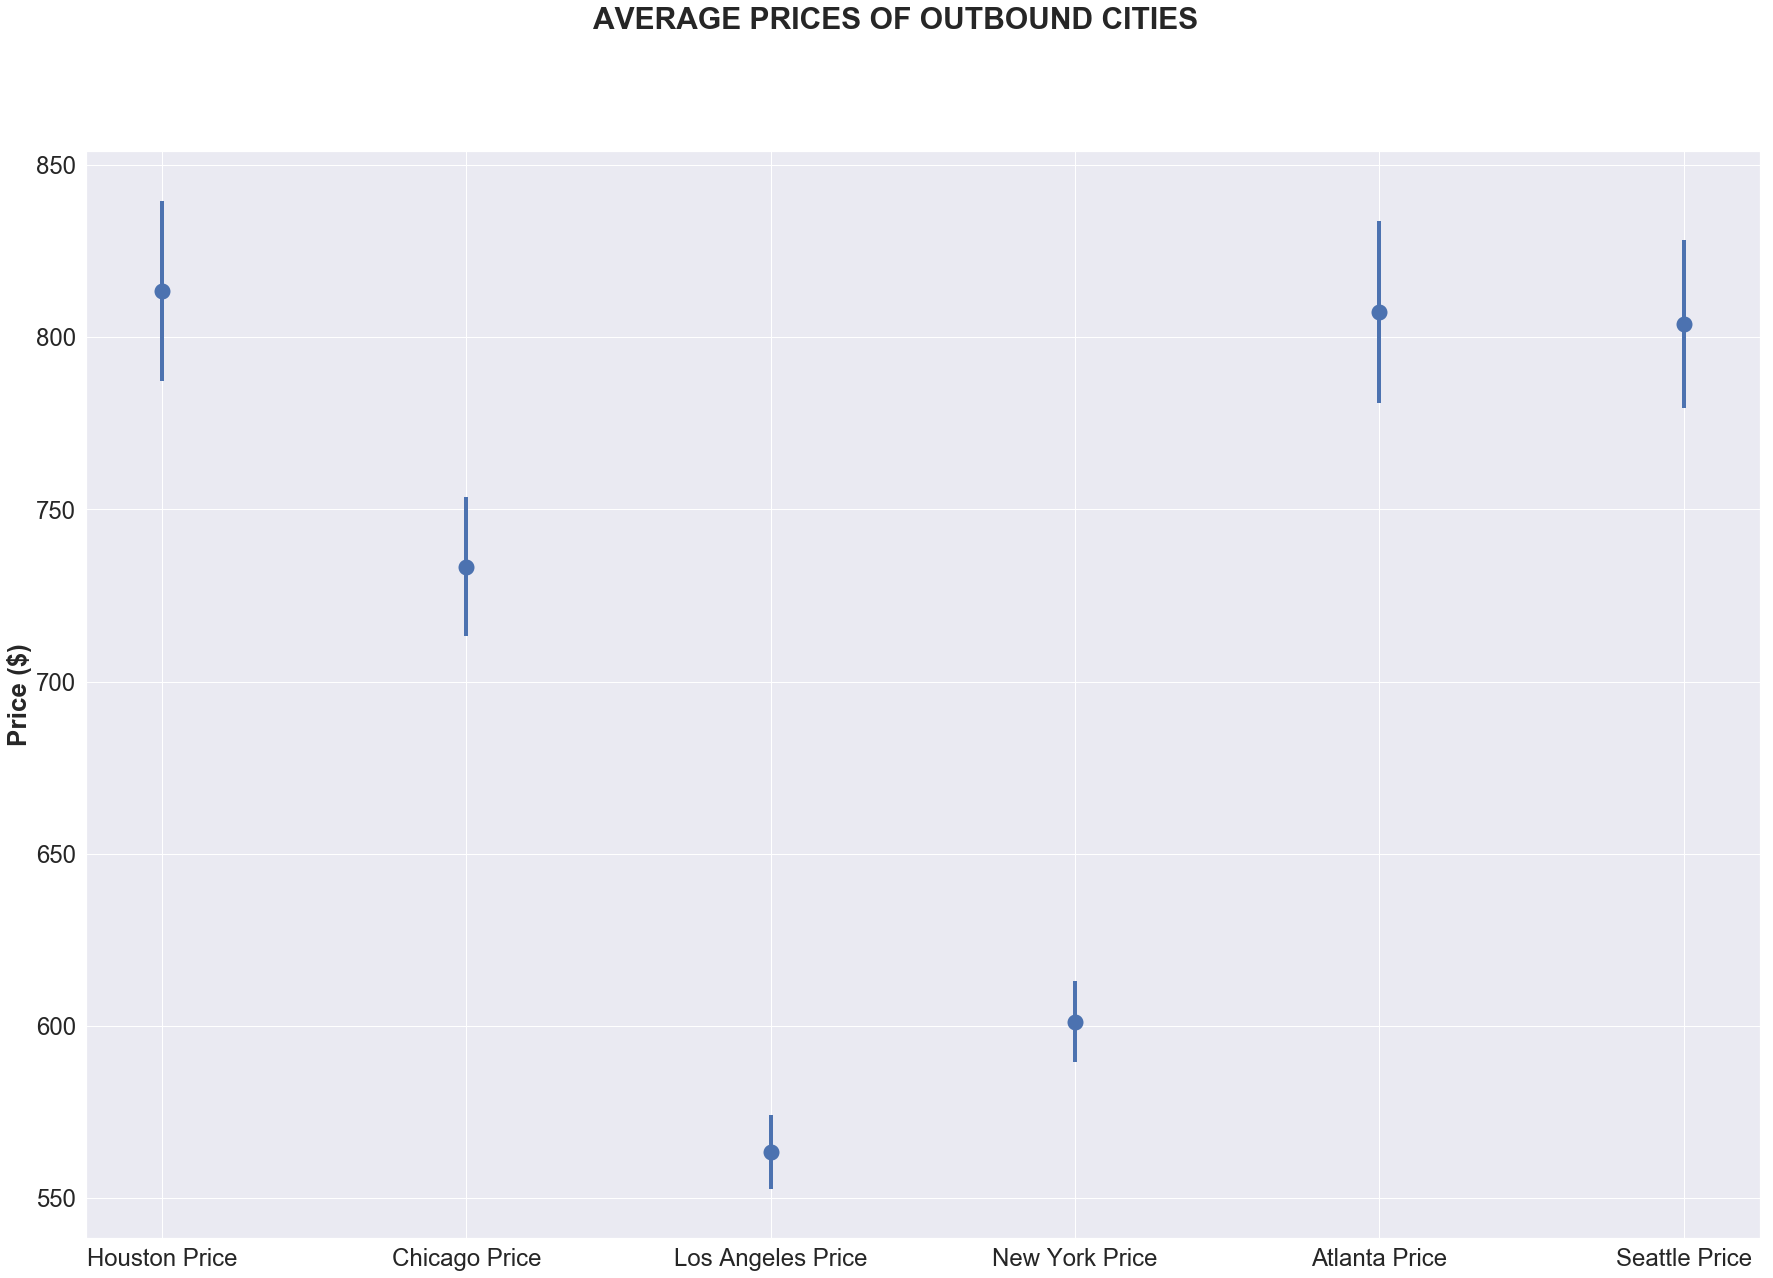 AVERAGE PRICES OF OUTBOUND CITIES
850
800
750
700
650
600
550
Price ($)
Houston Price
Chicago Price
Los Angeles Price
New York Price
Atlanta Price
Seattle Price